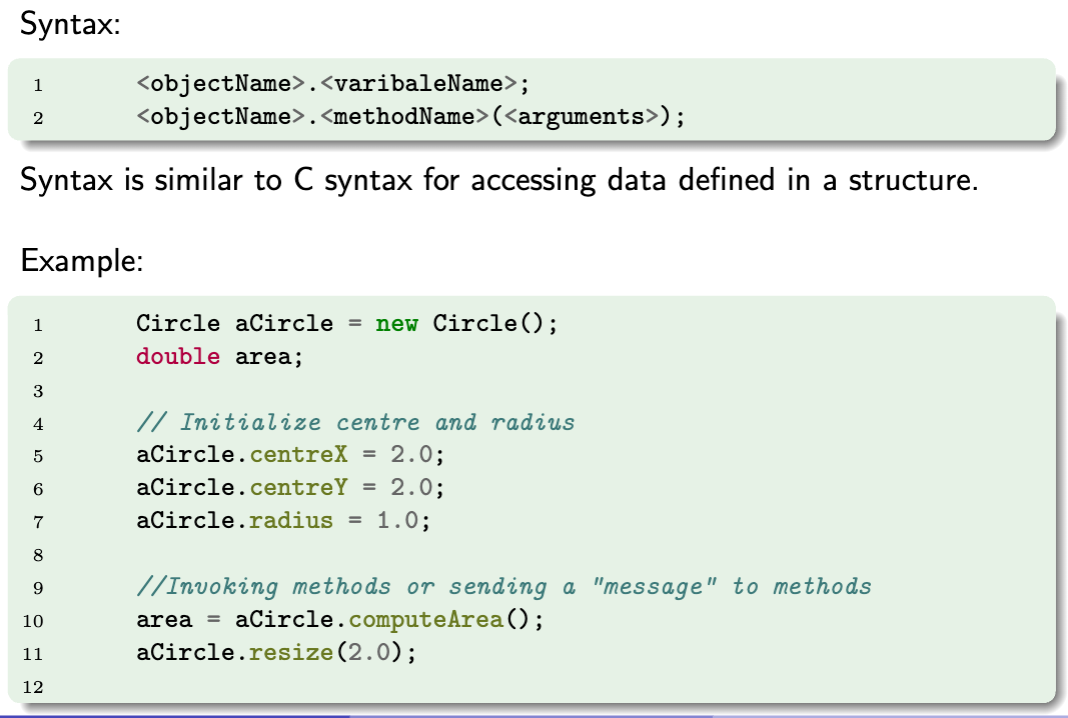 Syntax:
1 <objectName>.<varibaleName>;
2 <objectName>.<methodName>(<arguments>);
Syntax is similar to C syntax for accessing data defined in a structure.
Example:
1 Circle aCircle = new Circle();
2 double area;
3
4 // Initialize centre and radius
5 aCircle.centreX = 2.0;
6 aCircle.centreY = 2.0;
7 aCircle.radius = 1.0;
8
9 //Invoking methods or sending a "message" to methods
10 area = aCircle.computeArea();
11 aCircle.resize(2.0);
12